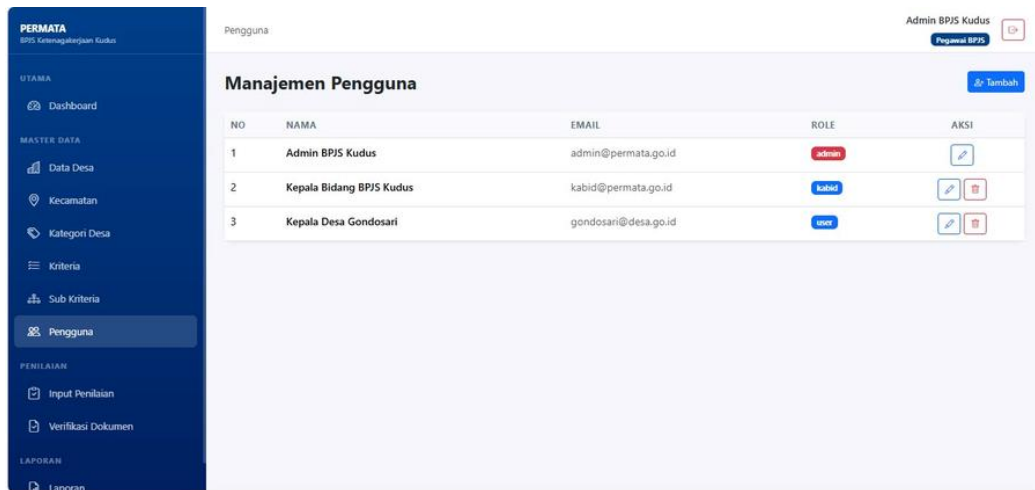 PERMATA
BPJS Ketenagakerjaan Kudus
UTAMA
Dashboard
MASTER DATA
Data Desa
Kecamatan
Kategori Desa
Kriteria
Sub Kriteria
Pengguna
PENILAIAN
Input Penilaian
Verifikasi Dokumen
LAPORAN
Laporan
Pengguna
Admin BPJS Kudus
Pegawai BPJS
Manajemen Pengguna
Tambah
NO NAMA EMAIL ROLE AKSI
1 Admin BPJS Kudus admin@permata.go.id admin
2 Kepala Bidang BPJS Kudus kabid@permata.go.id kabid
3 Kepala Desa Gondosari gondosari@desa.go.id user